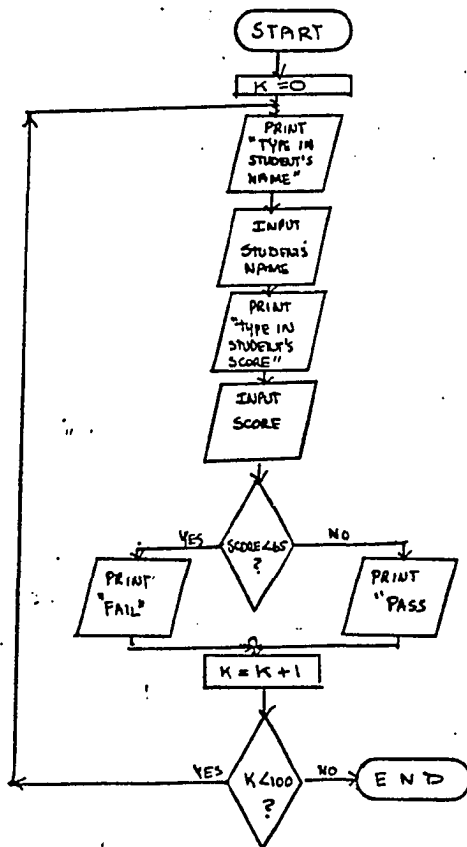 START
K=0
PRINT
"TYPE IN
STUDENT'S
NAME"
INPUT
STUDENT'S
NAME
PRINT
"TYPE IN
STUDENT'S
SCORE"
INPUT
SCORE
YES
SCORE<65
?
NO
PRINT
"FAIL"
PRINT
"PASS
K=K+1
YES
K<100
?
NO
END